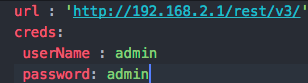 url : 'http://192.168.2.1/rest/v3/'
creds:
userName : admin
password: admin